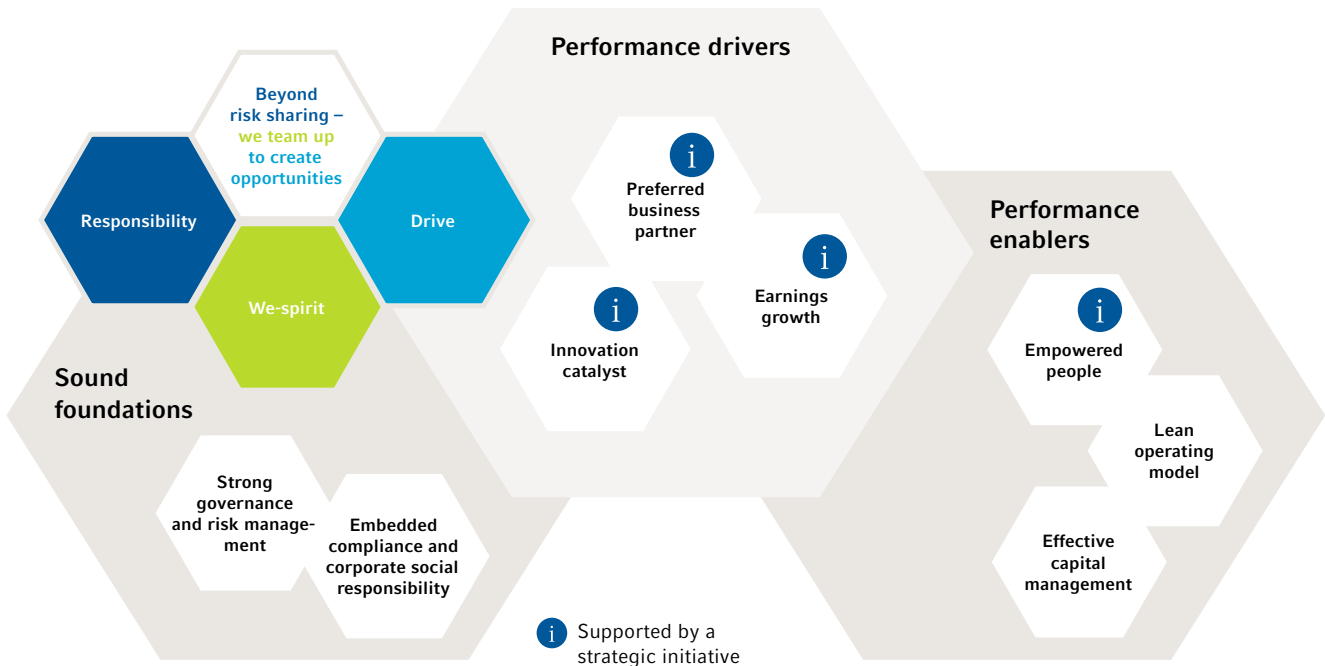 Performance drivers
Beyond
risk sharing –
we team up
to create
opportunities
Responsibility
Drive
We-spirit
i
Preferred
business
partner
i
Earnings
growth
i
Innovation
catalyst
Performance
enablers
i
Empowered
people
Lean
operating
model
Effective
capital
management
Sound
foundations
Strong
governance
and risk manage-
ment
Embedded
compliance and
corporate social
responsibility
i Supported by a
strategic initiative